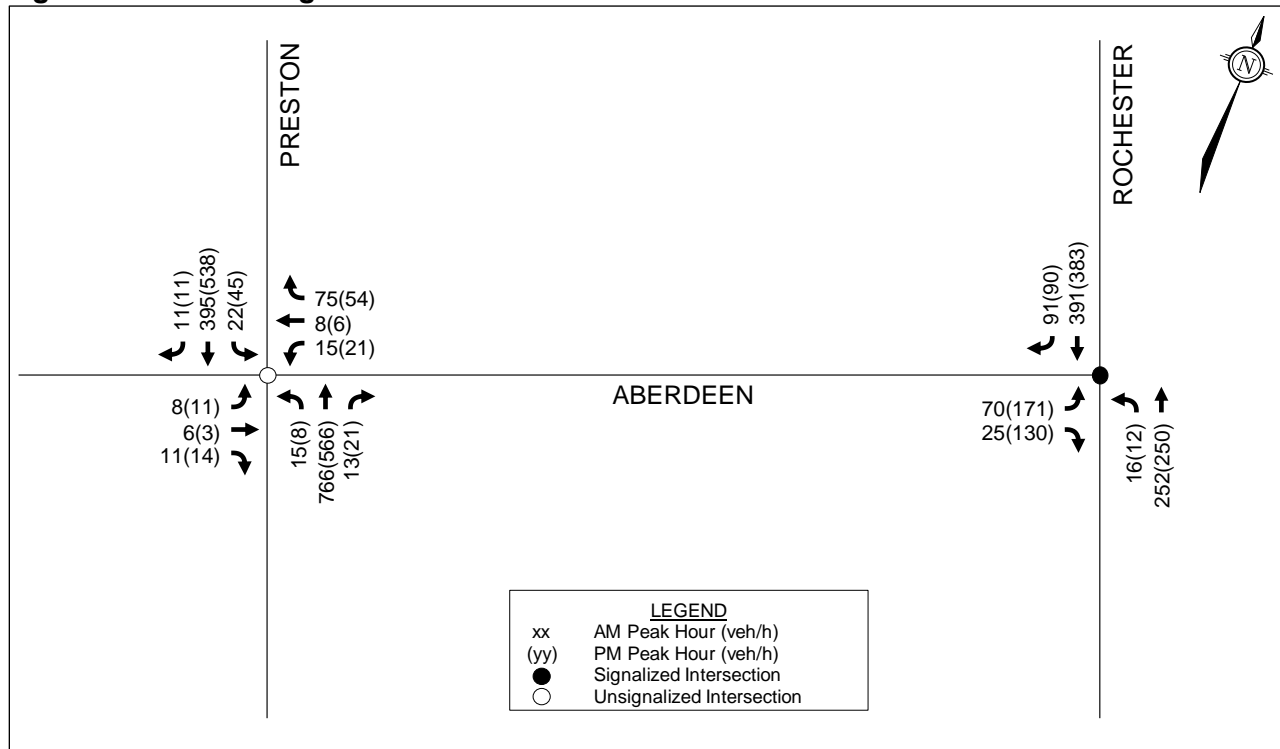 PRESTON
ROCHESTER
N
11(11)
395(538)
22(45)
75(54)
8(6)
15(21)
91(90)
391(383)
ABERDEEN
8(11)
6(3)
11(14)
15(8)
766(566)
13(21)
70(171)
25(130)
16(12)
252(250)
LEGEND
xx AM Peak Hour (veh/h)
(yy) PM Peak Hour (veh/h)
Signalized Intersection
Unsignalized Intersection